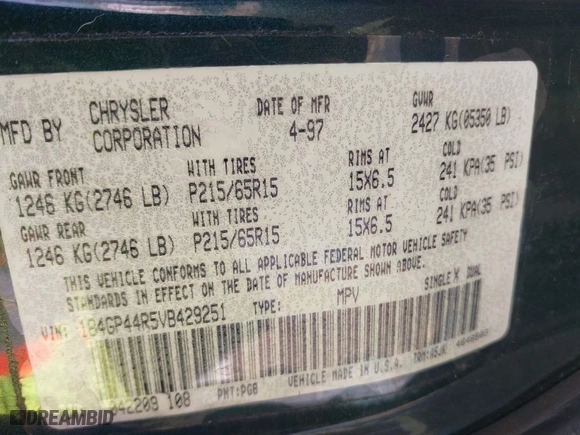 MFD BY CHRYSLER CORPORATION DATE OF MFR 4-97 GVWR 2427 KG(05350 LB)
GAWR FRONT WITH TIRES RIMS AT COLD
1246 KG(2746 LB) P215/65R15 15X6.5 241 KPA(35 PSI)
GAWR REAR WITH TIRES RIMS AT COLD
1246 KG(2746 LB) P215/65R15 15X6.5 241 KPA(35 PSI)
THIS VEHICLE CONFORMS TO ALL APPLICABLE FEDERAL MOTOR VEHICLE SAFETY
STANDARDS IN EFFECT ON THE DATE OF MANUFACTURE SHOWN ABOVE.
VIN: 1B4GP44R5VB429251 TYPE: MPV SINGLE X DUAL
042209 108 PNT:PGB VEHICLE MADE IN U.S.A.
DREAMBID